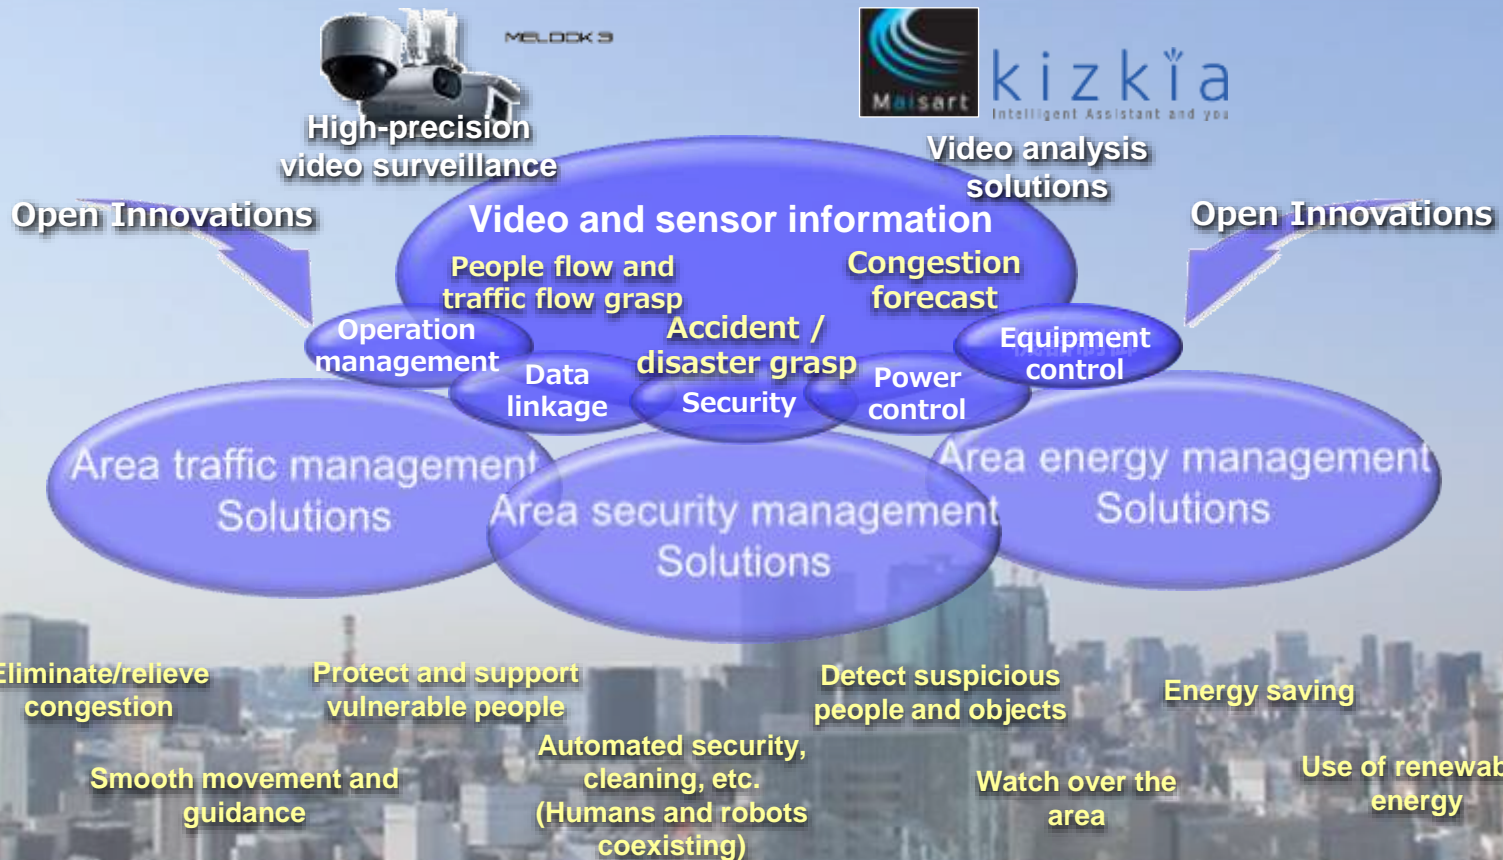 MELOOK 3
Maisart
kizkia
Intelligent Assistant and you
High-precision
video surveillance
Video analysis
solutions
Open Innovations
Open Innovations
Video and sensor information
People flow and
traffic flow grasp
Congestion
forecast
Accident /
disaster grasp
Operation
management
Data
linkage
Security
Power
control
Equipment
control
Area traffic management
Solutions
Area security management
Solutions
Area energy management
Solutions
Eliminate/relieve
congestion
Protect and support
vulnerable people
Detect suspicious
people and objects
Energy saving
Smooth movement and
guidance
Automated security,
cleaning, etc.
(Humans and robots
coexisting)
Watch over the
area
Use of renewab
energy